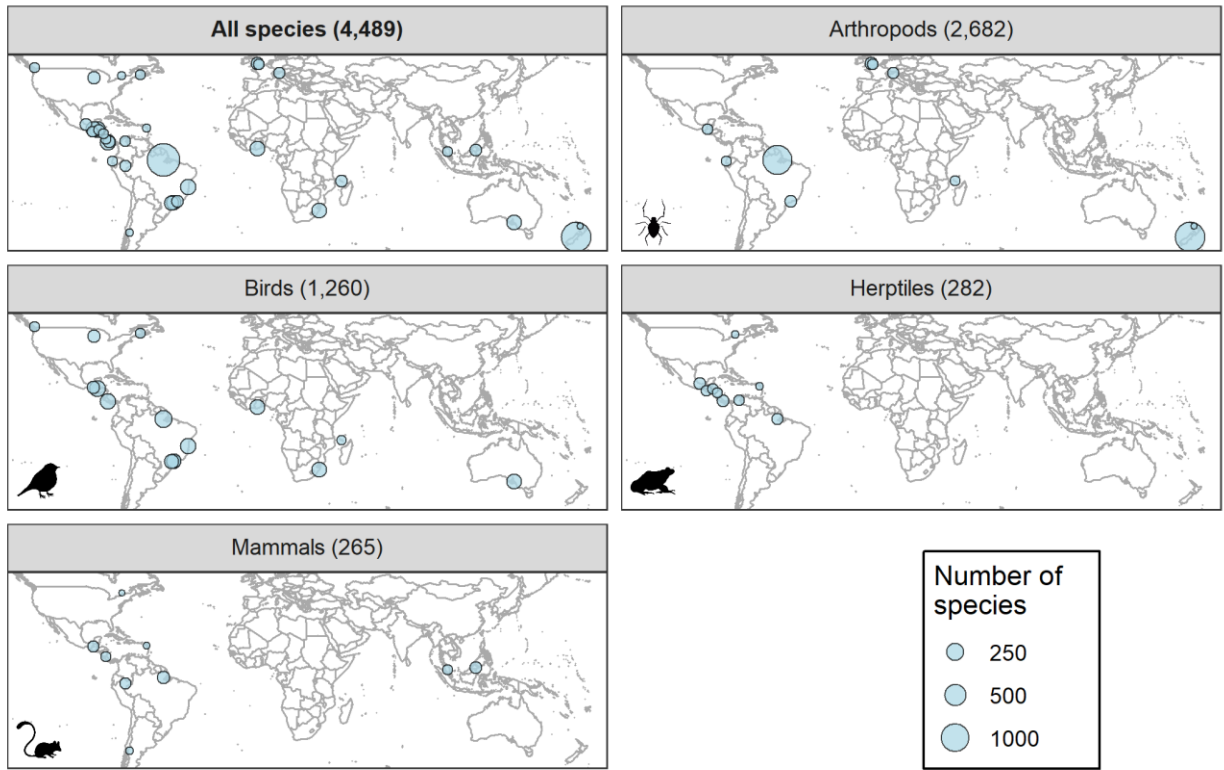 All species (4,489)
Arthropods (2,682)
Birds (1,260)
Herptiles (282)
Mammals (265)
Number of
species
250
500
1000